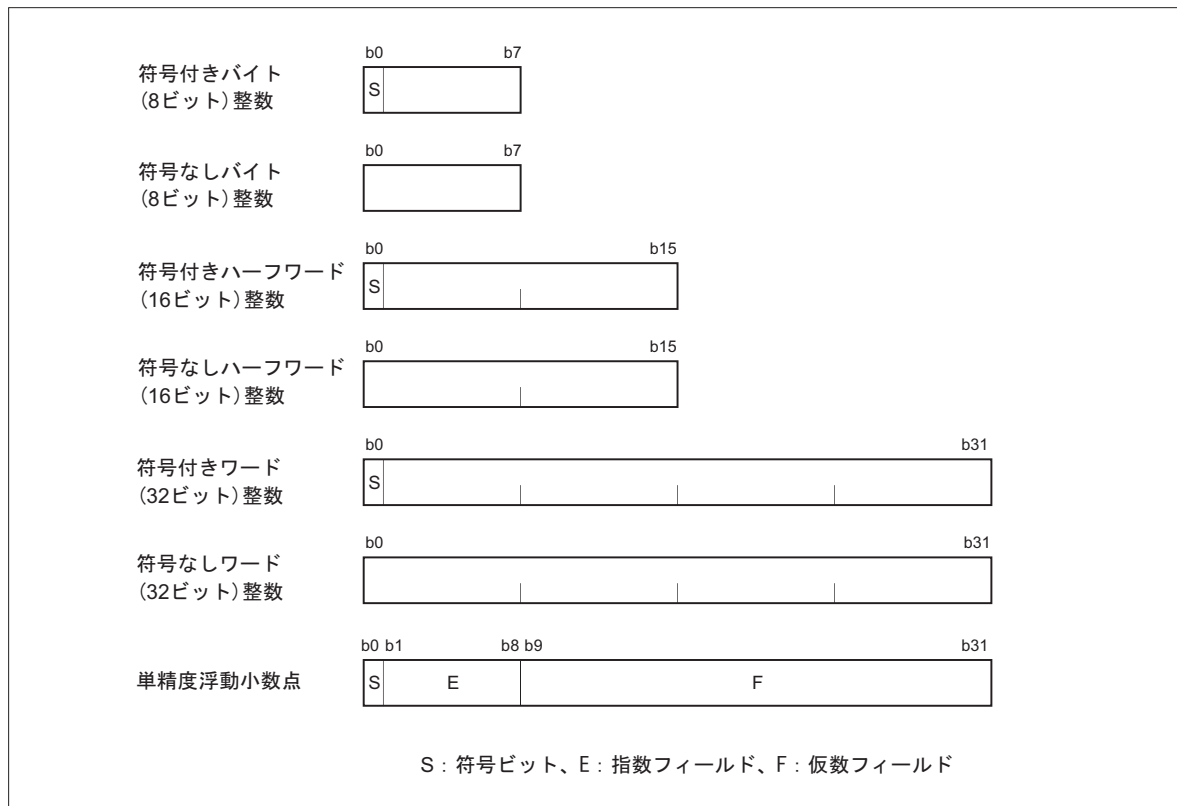 b0 b7
符号付きバイト
(8ビット)整数
S
b0 b7
符号なしバイト
(8ビット)整数
b0 b15
符号付きハーフワード
(16ビット)整数
S
b0 b15
符号なしハーフワード
(16ビット)整数
b0 b31
符号付きワード
(32ビット)整数
S
b0 b31
符号なしワード
(32ビット)整数
b0 b1 b8 b9 b31
単精度浮動小数点 S E F
S : 符号ビット、E : 指数フィールド、F : 仮数フィールド